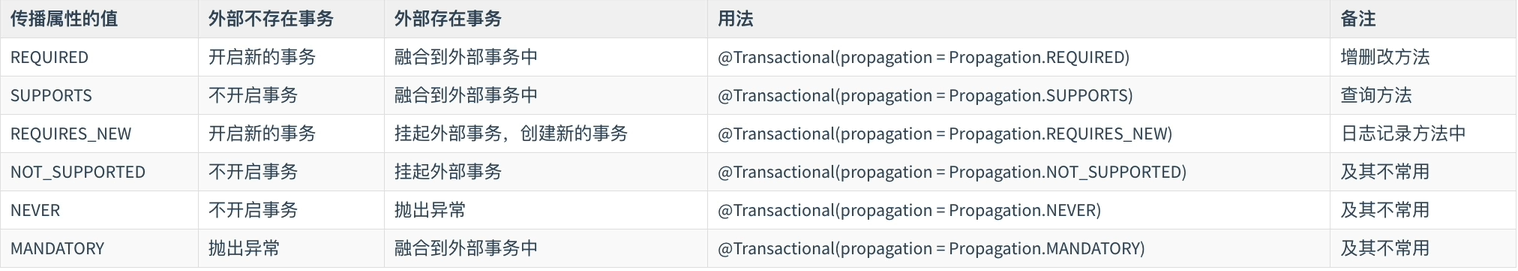 传播属性的值 外部不存在事务 外部存在事务 用法 备注
REQUIRED 开启新的事务 融合到外部事务中 @Transactional(propagation = Propagation.REQUIRED) 增删改方法
SUPPORTS 不开启事务 融合到外部事务中 @Transactional(propagation = Propagation.SUPPORTS) 查询方法
REQUIRES_NEW 开启新的事务 挂起外部事务，创建新的事务 @Transactional(propagation = Propagation.REQUIRES_NEW) 日志记录方法中
NOT_SUPPORTED 不开启事务 挂起外部事务 @Transactional(propagation = Propagation.NOT_SUPPORTED) 及其不常用
NEVER 不开启事务 抛出异常 @Transactional(propagation = Propagation.NEVER) 及其不常用
MANDATORY 抛出异常 融合到外部事务中 @Transactional(propagation = Propagation.MANDATORY) 及其不常用